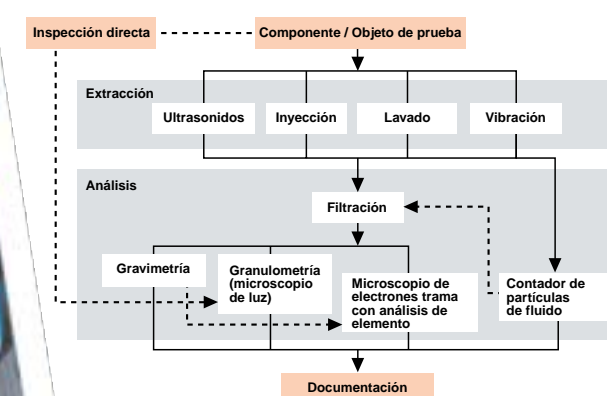 Inspección directa
Componente / Objeto de prueba
Extracción
Ultrasonidos
Inyección
Lavado
Vibración
Análisis
Filtración
Gravimetría
Granulometría
(microscopio
de luz)
Microscopio de
electrones trama
con análisis de
elemento
Contador de
partículas
de fluido
Documentación